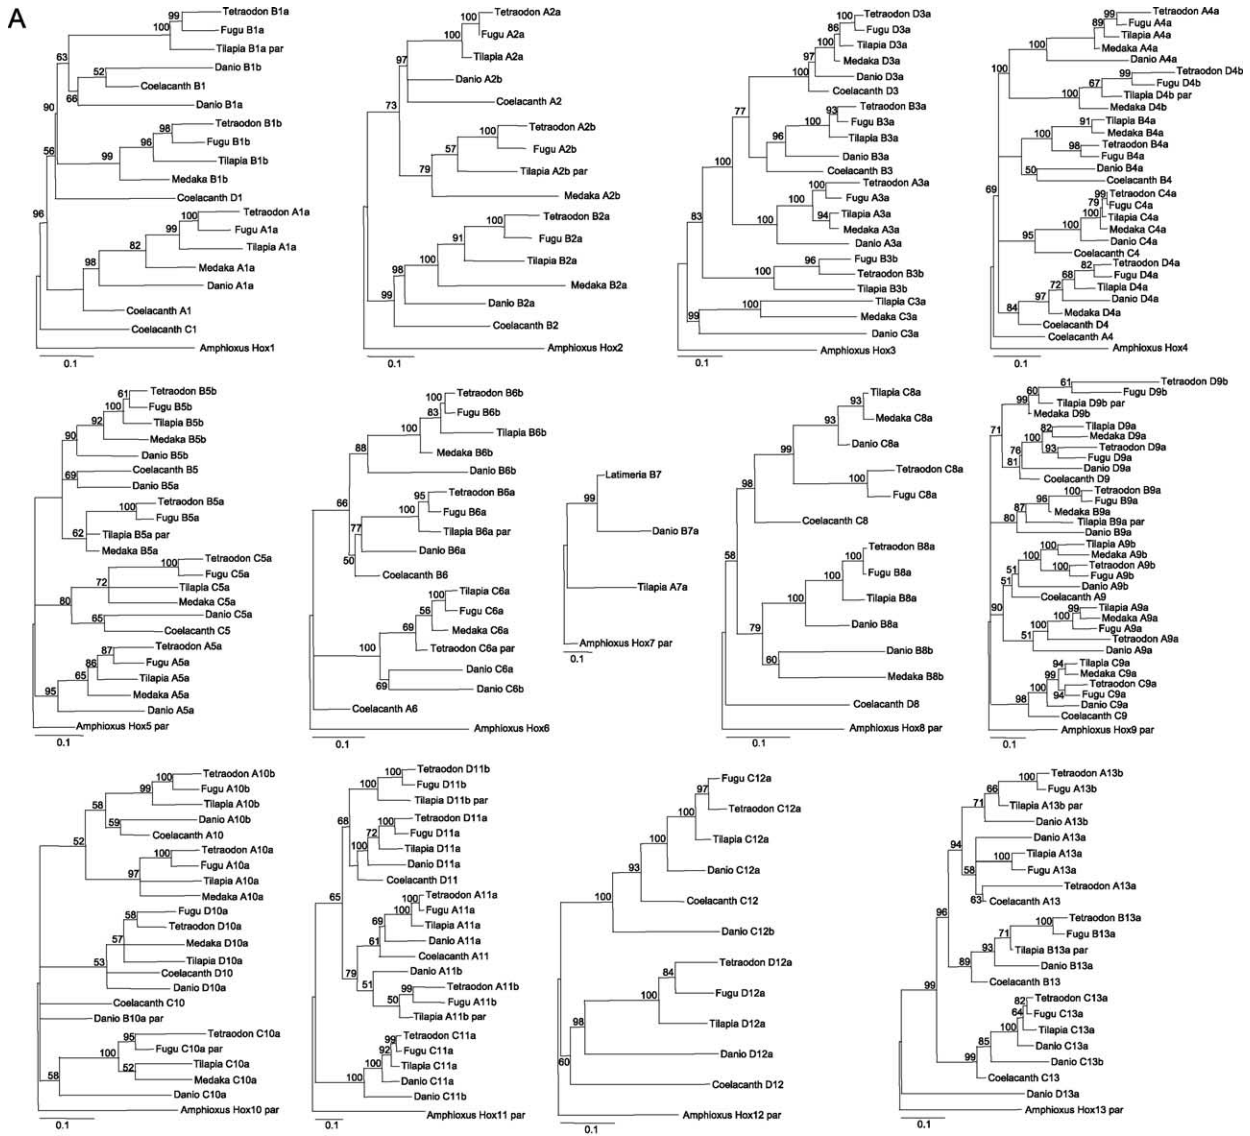 A
Tetraodon B1a
99
100
Fugu B1a
Tilapia B1a par
63
52
Danio B1b
Coelacanth B1
66
Danio B1a
90
Tetraodon B1b
98
96
Fugu B1b
99
Tilapia B1b
56
Medaka B1b
Coelacanth D1
96
Tetraodon A1a
100
99
Fugu A1a
82
Tilapia A1a
98
Medaka A1a
Danio A1a
Coelacanth A1
Coelacanth C1
Amphioxus Hox1
0.1
Tetraodon A2a
100
Fugu A2a
97
Tilapia A2a
Danio A2b
73
Coelacanth A2
Tetraodon A2b
100
57
Fugu A2b
79
Tilapia A2b par
Medaka A2b
Tetraodon B2a
100
91
Fugu B2a
100
Tilapia B2a
98
Medaka B2a
99
Danio B2a
Coelacanth B2
Amphioxus Hox2
0.1
Tetraodon D3a
100
86
Fugu D3a
100
Tilapia D3a
97
Medaka D3a
100
Danio D3a
Coelacanth D3
77
Tetraodon B3a
93
100
Fugu B3a
96
Tilapia B3a
Danio B3a
100
Coelacanth B3
Tetraodon A3a
100
100
Fugu A3a
94
Tilapia A3a
100
Medaka A3a
83
Danio A3a
96
Fugu B3b
100
Tetraodon B3b
Tilapia B3b
100
Tilapia C3a
99
Medaka C3a
Danio C3a
Amphioxus Hox3
0.1
Tetraodon A4a
99
89
Fugu A4a
100
Tilapia A4a
Medaka A4a
Danio A4a
100
Tetraodon D4b
99
67
Fugu D4b
100
Tilapia D4b par
Medaka D4b
Tilapia B4a
91
100
Medaka B4a
Tetraodon B4a
98
Fugu B4a
50
Danio B4a
Coelacanth B4
69
Tetraodon C4a
99
79
Fugu C4a
100
Tilapia C4a
95
Medaka C4a
Danio C4a
Coelacanth C4
Tetraodon D4a
82
68
Fugu D4a
72
Tilapia D4a
97
Danio D4a
84
Medaka D4a
Coelacanth D4
Coelacanth A4
Amphioxus Hox4
0.1
Tetraodon B5b
61
100
Fugu B5b
92
Tilapia B5b
90
Medaka B5b
Danio B5b
Coelacanth B5
69
Danio B5a
Tetraodon B5a
100
Fugu B5a
62
Tilapia B5a par
Medaka B5a
Tetraodon C5a
100
72
Fugu C5a
Tilapia C5a
80
Medaka C5a
65
Danio C5a
Coelacanth C5
Tetraodon A5a
87
86
Fugu A5a
65
Tilapia A5a
95
Medaka A5a
Danio A5a
Amphioxus Hox5 par
0.1
Tetraodon B6b
100
83
Fugu B6b
100
Tilapia B6b
88
Medaka B6b
Danio B6b
66
Tetraodon B6a
95
100
Fugu B6a
77
Tilapia B6a par
50
Danio B6a
Coelacanth B6
Tilapia C6a
100
56
Fugu C6a
69
Medaka C6a
100
Tetraodon C6a par
Danio C6a
69
Danio C6b
Coelacanth A6
Amphioxus Hox6
0.1
Latimeria B7
99
Danio B7a
Tilapia A7a
Amphioxus Hox7 par
0.1
Tilapia C8a
93
93
Medaka C8a
Danio C8a
99
Tetraodon C8a
100
98
Fugu C8a
Coelacanth C8
58
Tetraodon B8a
100
100
Fugu B8a
100
Tilapia B8a
79
Danio B8a
60
Danio B8b
Medaka B8b
Coelacanth D8
Amphioxus Hox8 par
0.1
61
Tetraodon D9b
60
Fugu D9b
99
Tilapia D9b par
Medaka D9b
71
Tilapia D9a
82
100
Medaka D9a
76
Tetraodon D9a
93
81
Fugu D9a
Danio D9a
Coelacanth D9
Tetraodon B9a
100
96
Fugu B9a
87
Medaka B9a
80
Tilapia B9a par
Danio B9a
Tilapia A9b
100
100
Medaka A9b
51
Tetraodon A9b
100
Fugu A9b
51
Danio A9b
Coelacanth A9
90
Tilapia A9a
99
100
Medaka A9a
100
Fugu A9a
51
Tetraodon A9a
Danio A9a
Tilapia C9a
94
99
Medaka C9a
100
Tetraodon C9a
98
94
Fugu C9a
Danio C9a
Coelacanth C9
Amphioxus Hox9 par
0.1
Tetraodon A10b
100
99
Fugu A10b
58
Tilapia A10b
59
Danio A10b
Coelacanth A10
52
Tetraodon A10a
100
100
Fugu A10a
97
Tilapia A10a
Medaka A10a
Fugu D10a
58
Tetraodon D10a
57
Medaka D10a
Tilapia D10a
53
Coelacanth D10
Danio D10a
Coelacanth C10
Danio B10a par
Tetraodon C10a
95
100
Fugu C10a par
52
Tilapia C10a
58
Medaka C10a
Danio C10a
Amphioxus Hox10 par
0.1
Tetraodon D11b
100
100
Fugu D11b
Tilapia D11b par
68
Tetraodon D11a
100
72
Fugu D11a
100
Tilapia D11a
100
Danio D11a
Coelacanth D11
65
Tetraodon A11a
100
100
Fugu A11a
69
Tilapia A11a
61
Danio A11a
Coelacanth A11
79
Danio A11b
51
Tetraodon A11b
99
50
Fugu A11b
Tilapia A11b par
Tetraodon C11a
99
92
Fugu C11a
100
Tilapia C11a
100
Danio C11a
Danio C11b
Amphioxus Hox11 par
0.1
Fugu C12a
97
100
Tetraodon C12a
100
Tilapia C12a
93
Danio C12a
100
Coelacanth C12
Danio C12b
Tetraodon D12a
84
100
Fugu D12a
98
Tilapia D12a
60
Danio D12a
Coelacanth D12
Amphioxus Hox12 par
0.1
Tetraodon A13b
100
66
Fugu A13b
71
Tilapia A13b par
Danio A13b
94
Danio A13a
Tilapia A13a
100
58
Fugu A13a
Tetraodon A13a
63
Coelacanth A13
96
Tetraodon B13a
100
71
Fugu B13a
93
Tilapia B13a par
89
Danio B13a
Coelacanth B13
99
Tetraodon C13a
82
64
Fugu C13a
100
Tilapia C13a
85
Danio C13a
99
Danio C13b
Coelacanth C13
Danio D13a
Amphioxus Hox13 par
0.1